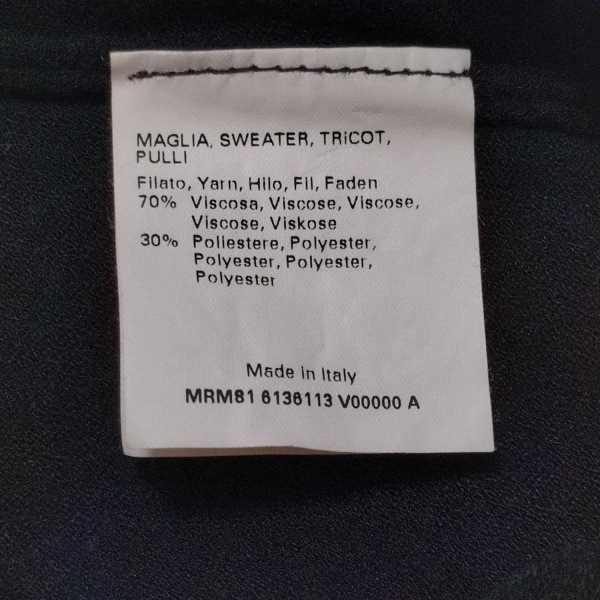 MAGLIA, SWEATER, TRiCOT,
PULLI
Filato, Yarn, Hilo, Fil, Faden
70% Viscosa, Viscose, Viscose,
Viscose, Viskose
30% Poliestere, Polyester,
Polyester, Polyester,
Polyester
Made in Italy
MRM81 6136113 V00000 A